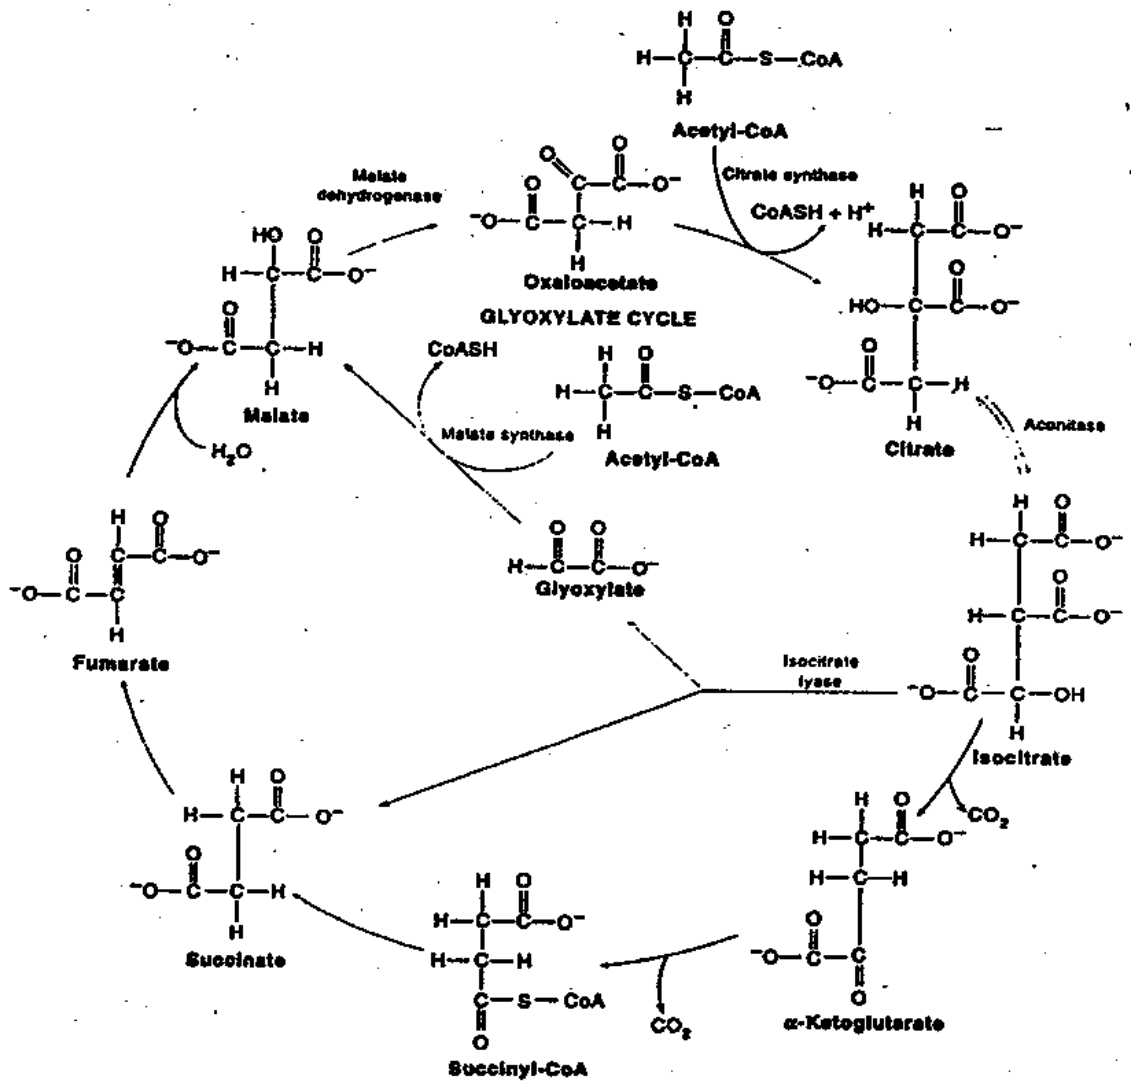 Acetyl-CoA
Citrate synthase
CoASH + H⁺
Malate
dehydrogenase
Oxaloacetate
GLYOXYLATE CYCLE
CoASH
Malate
H₂O
Malate synthase
Acetyl-CoA
Citrate
Aconitase
Glyoxylate
Fumarate
Isocitrate
lyase
Isocitrate
CO₂
Succinate
α-Ketoglutarate
CO₂
Succinyl-CoA